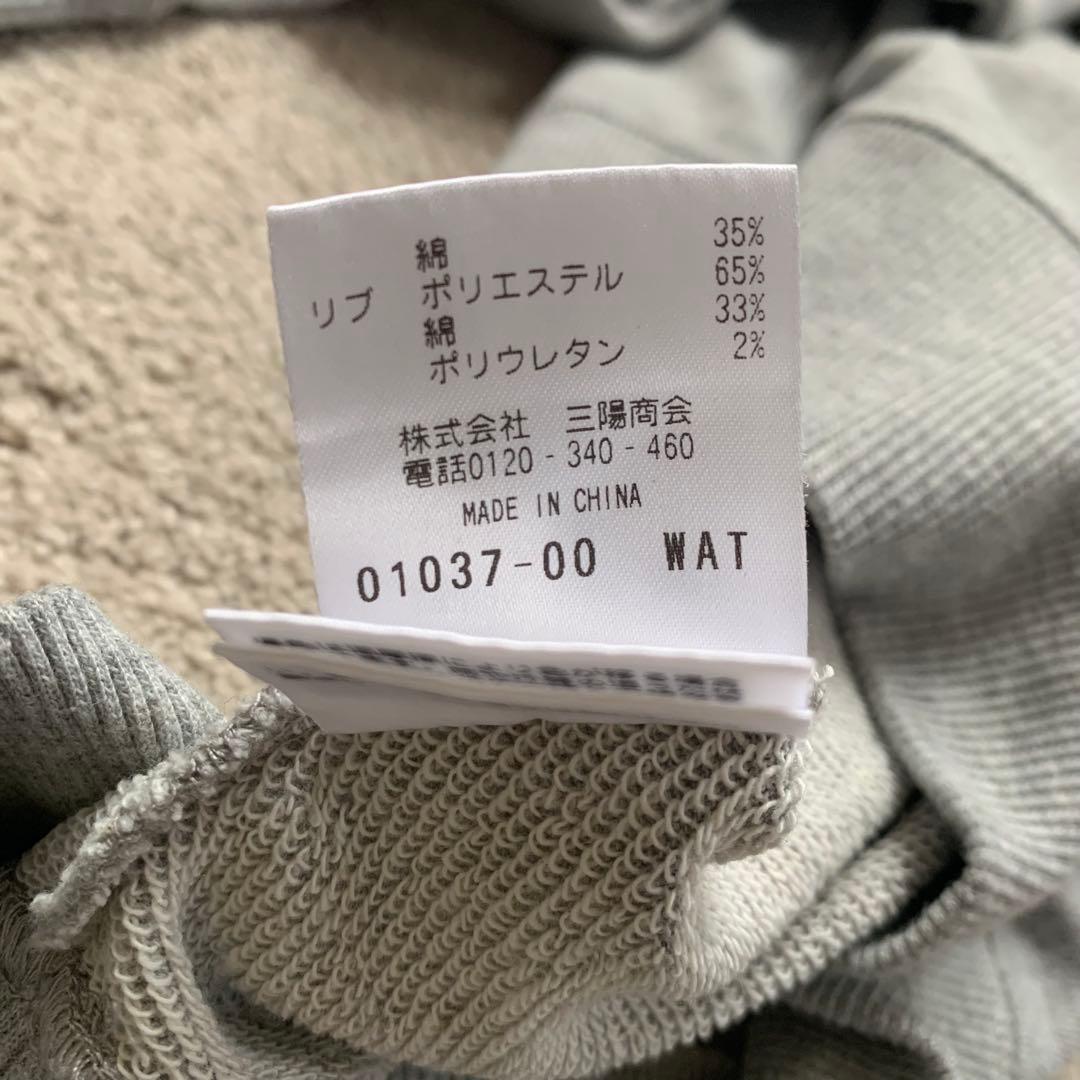 綿 35%
リブ ポリエステル 65%
綿 33%
ポリウレタン 2%
株式会社 三陽商会
電話0120-340-460
MADE IN CHINA
01037-00 WAT